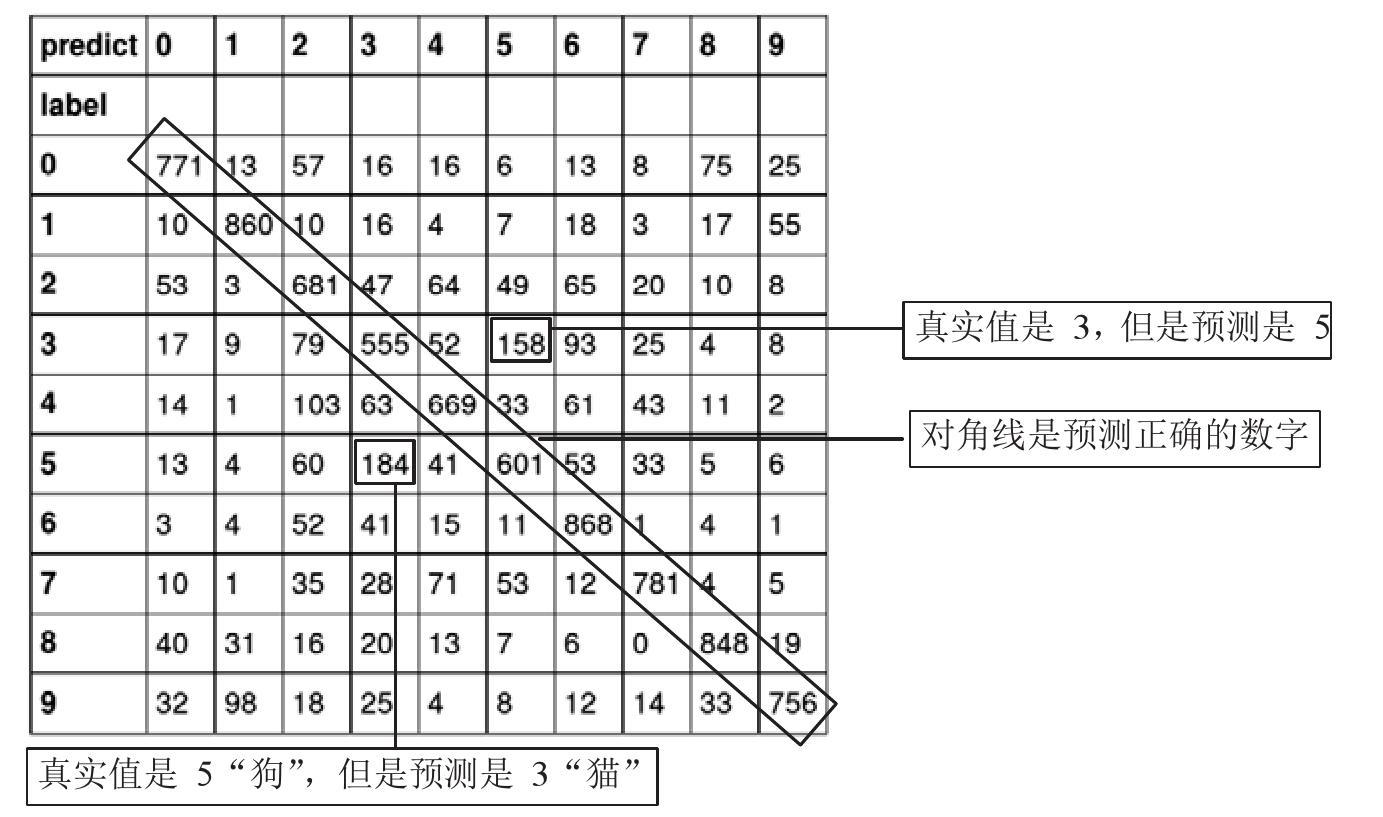 predict 0 1 2 3 4 5 6 7 8 9
label
0 771 13 57 16 16 6 13 8 75 25
1 10 860 10 16 4 7 18 3 17 55
2 53 3 681 47 64 49 65 20 10 8
3 17 9 79 555 52 158 93 25 4 8
真实值是 3，但是预测是 5
4 14 1 103 63 669 33 61 43 11 2
对角线是预测正确的数字
5 13 4 60 184 41 601 53 33 5 6
6 3 4 52 41 15 11 868 1 4 1
7 10 1 35 28 71 53 12 781 4 5
8 40 31 16 20 13 7 6 0 848 19
9 32 98 18 25 4 8 12 14 33 756
真实值是 5“狗”，但是预测是 3“猫”